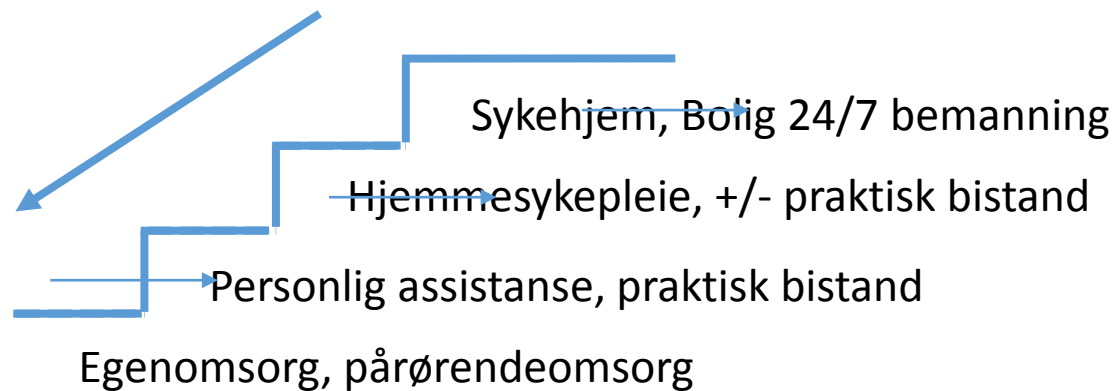 Sykehjem, Bolig 24/7 bemanning
Hjemmesykepleie, +/- praktisk bistand
Personlig assistanse, praktisk bistand
Egenomsorg, pårørendeomsorg